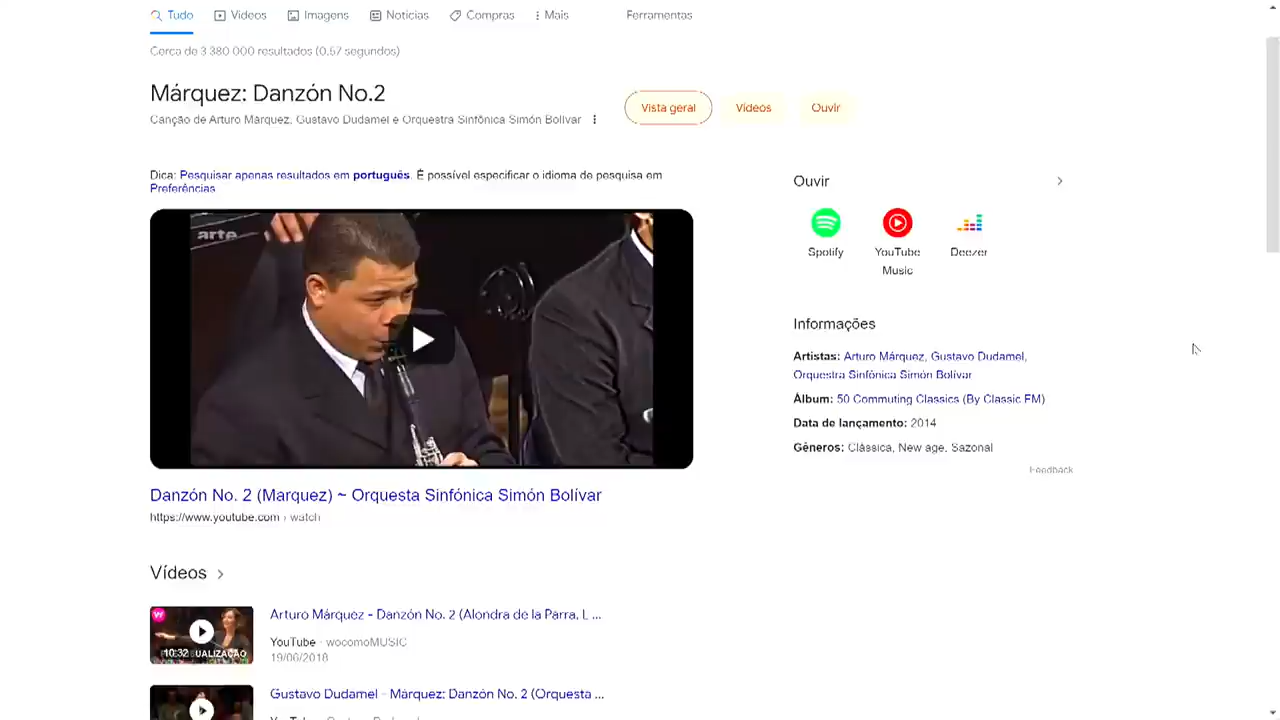 Tudo
Vídeos
Imagens
Notícias
Compras
Mais
Ferramentas
Cerca de 3 380 000 resultados (0,57 segundos)
Márquez: Danzón No.2
Canção de Arturo Márquez, Gustavo Dudamel e Orquestra Sinfônica Simón Bolívar
Vista geral
Vídeos
Ouvir
Dica: Pesquisar apenas resultados em português. É possível especificar o idioma de pesquisa em
Preferências
arte
Danzón No. 2 (Marquez) ~ Orquesta Sinfónica Simón Bolívar
https://www.youtube.com › watch
Vídeos
Arturo Márquez - Danzón No. 2 (Alondra de la Parra, L ...
YouTube · wocomoMUSIC
19/06/2018
10:32
Gustavo Dudamel - Márquez: Danzón No. 2 (Orquesta ...
Ouvir
Spotify
YouTube
Music
Deezer
Informações
Artistas: Arturo Márquez, Gustavo Dudamel,
Orquestra Sinfônica Simón Bolívar
Álbum: 50 Commuting Classics (By Classic FM)
Data de lançamento: 2014
Gêneros: Clássica, New age, Sazonal
Feedback